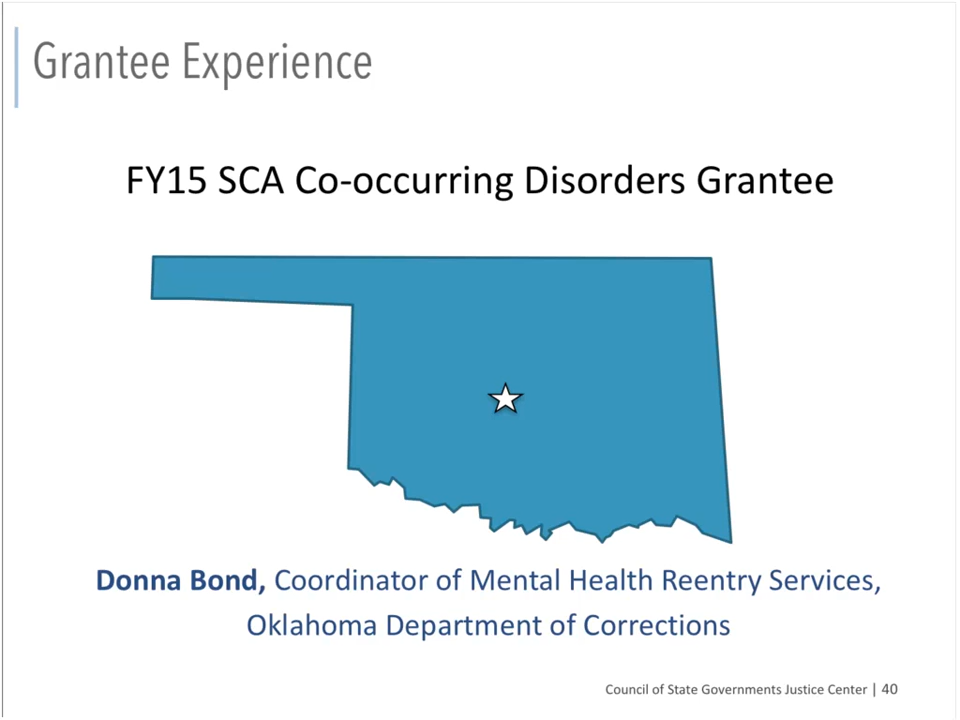 Grantee Experience
FY15 SCA Co-occurring Disorders Grantee
Donna Bond, Coordinator of Mental Health Reentry Services,
Oklahoma Department of Corrections
Council of State Governments Justice Center | 40